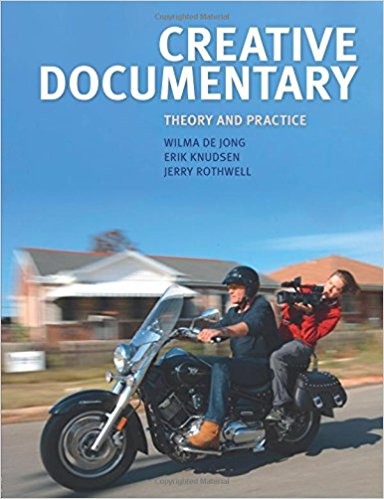 Copyrighted Material
CREATIVE
DOCUMENTARY
THEORY AND PRACTICE
WILMA DE JONG
ERIK KNUDSEN
JERRY ROTHWELL
Copyrighted Material